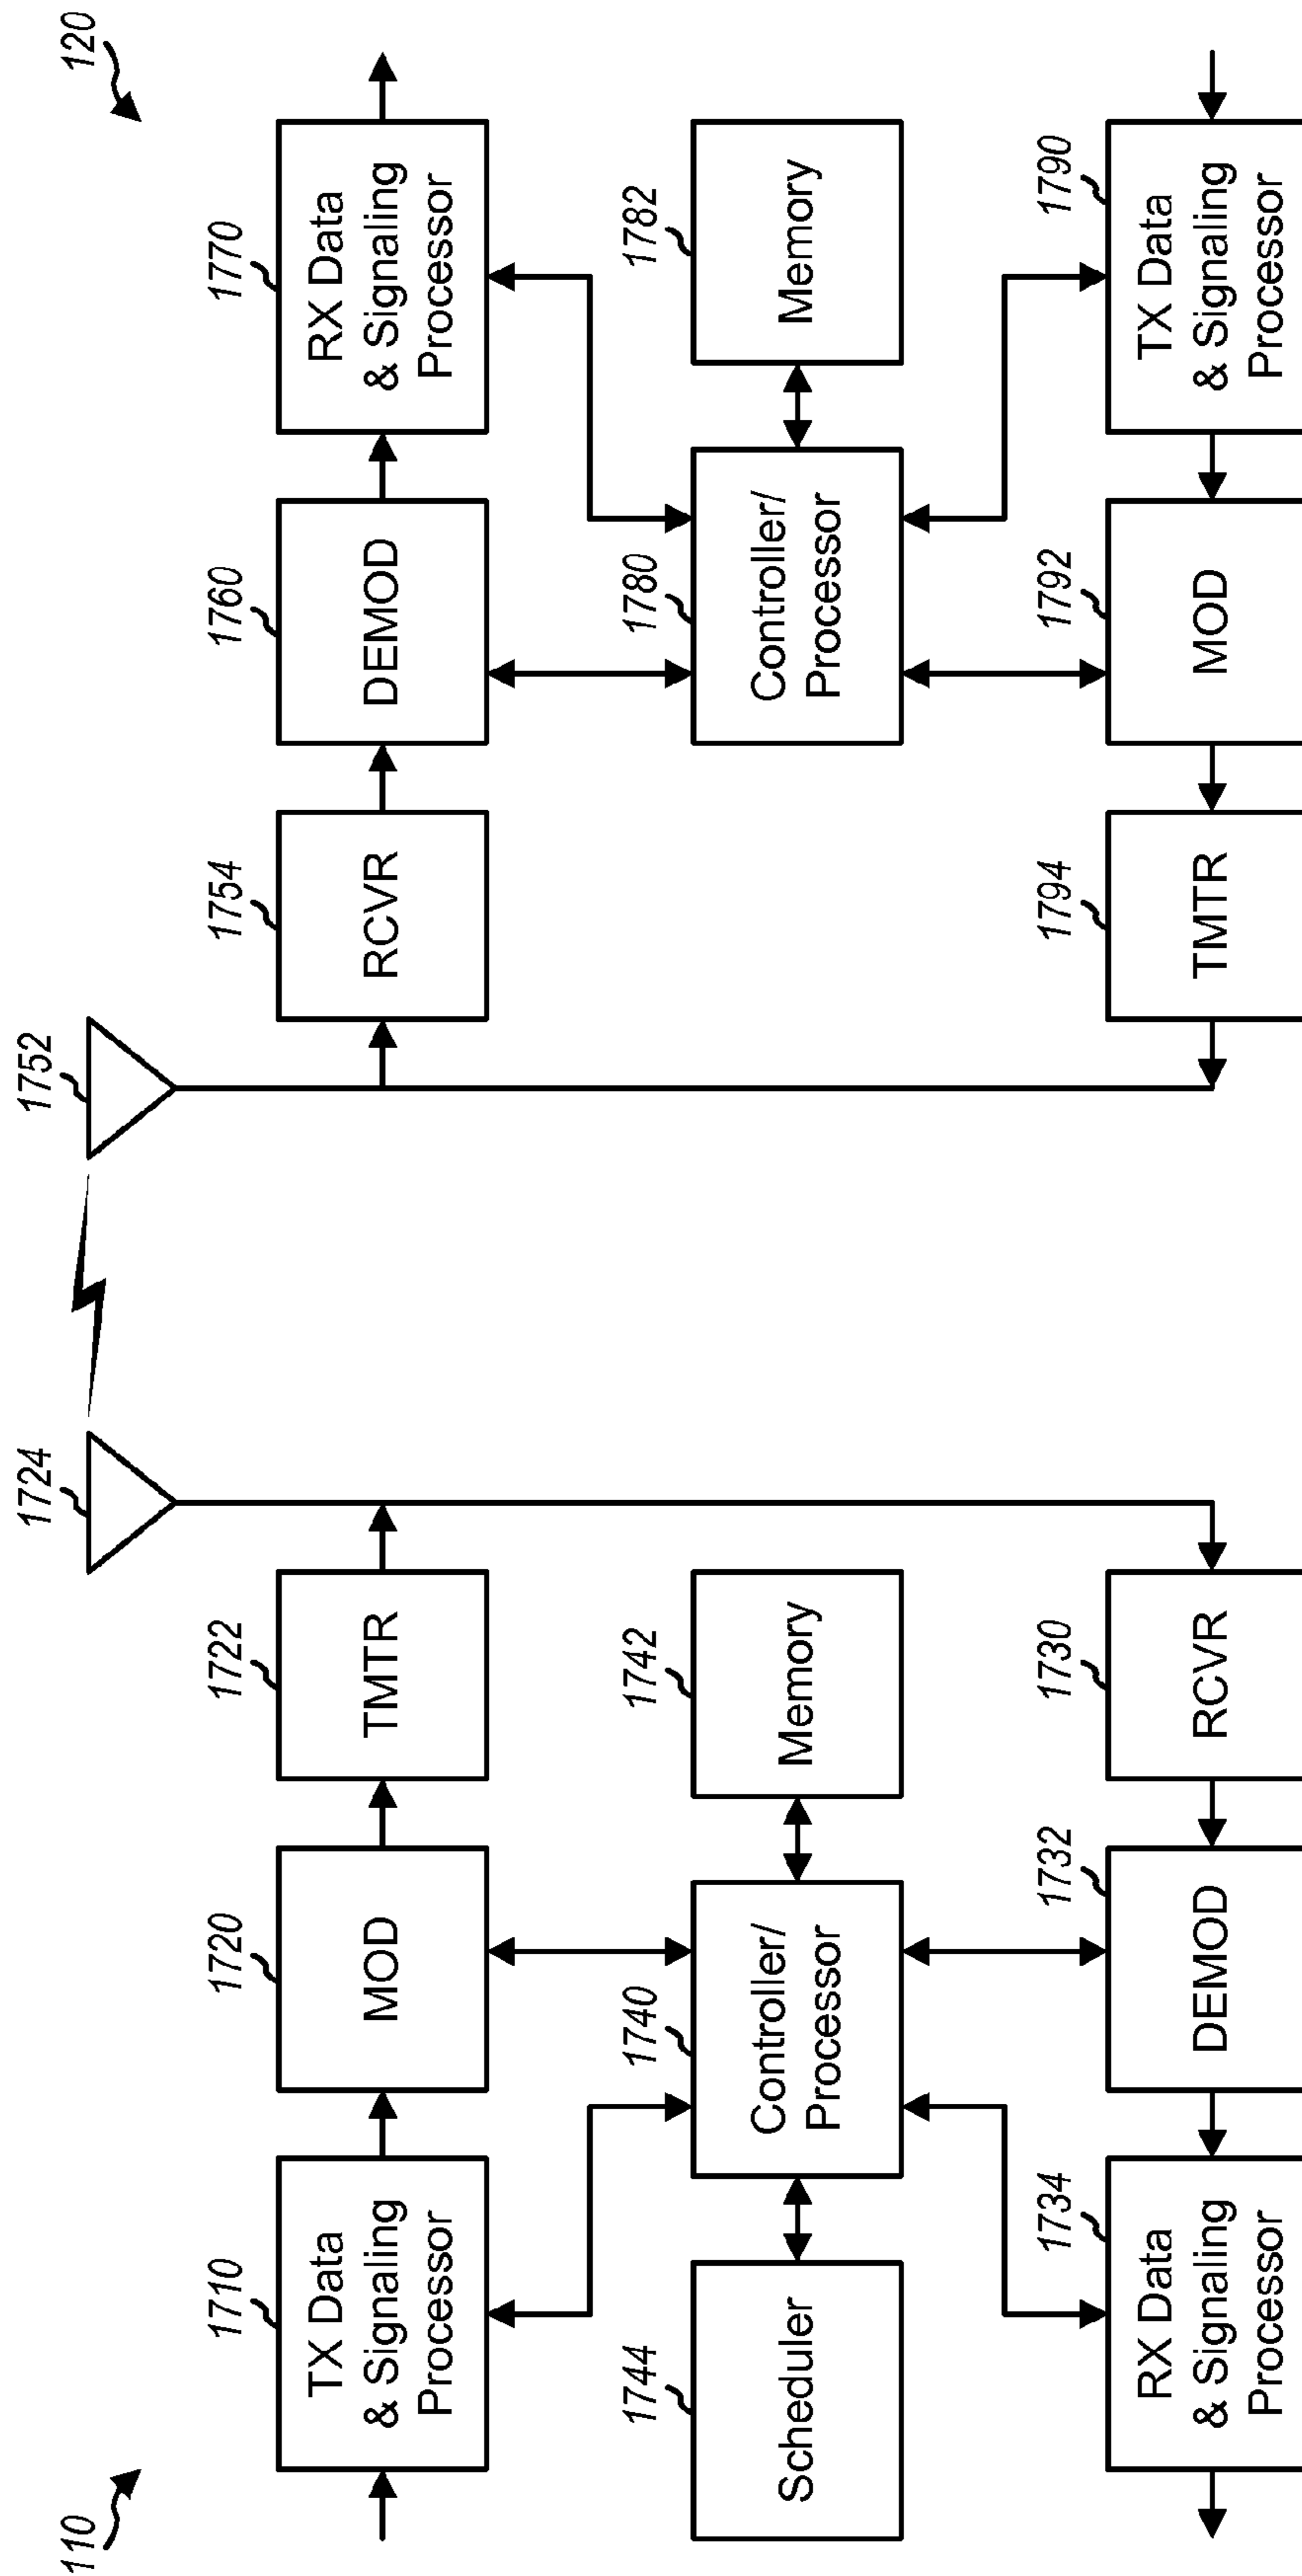 110
120
1724
1752
1710
TX Data
& Signaling
Processor
1720
MOD
1722
TMTR
1754
RCVR
1760
DEMOD
1770
RX Data
& Signaling
Processor
1744
Scheduler
1740
Controller/
Processor
1742
Memory
1780
Controller/
Processor
1782
Memory
1734
RX Data
& Signaling
Processor
1732
DEMOD
1730
RCVR
1794
TMTR
1792
MOD
1790
TX Data
& Signaling
Processor